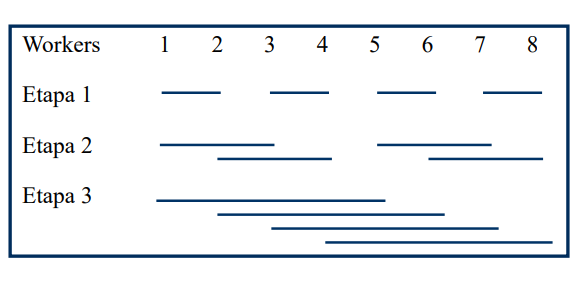 Workers 1 2 3 4 5 6 7 8
Etapa 1
Etapa 2
Etapa 3